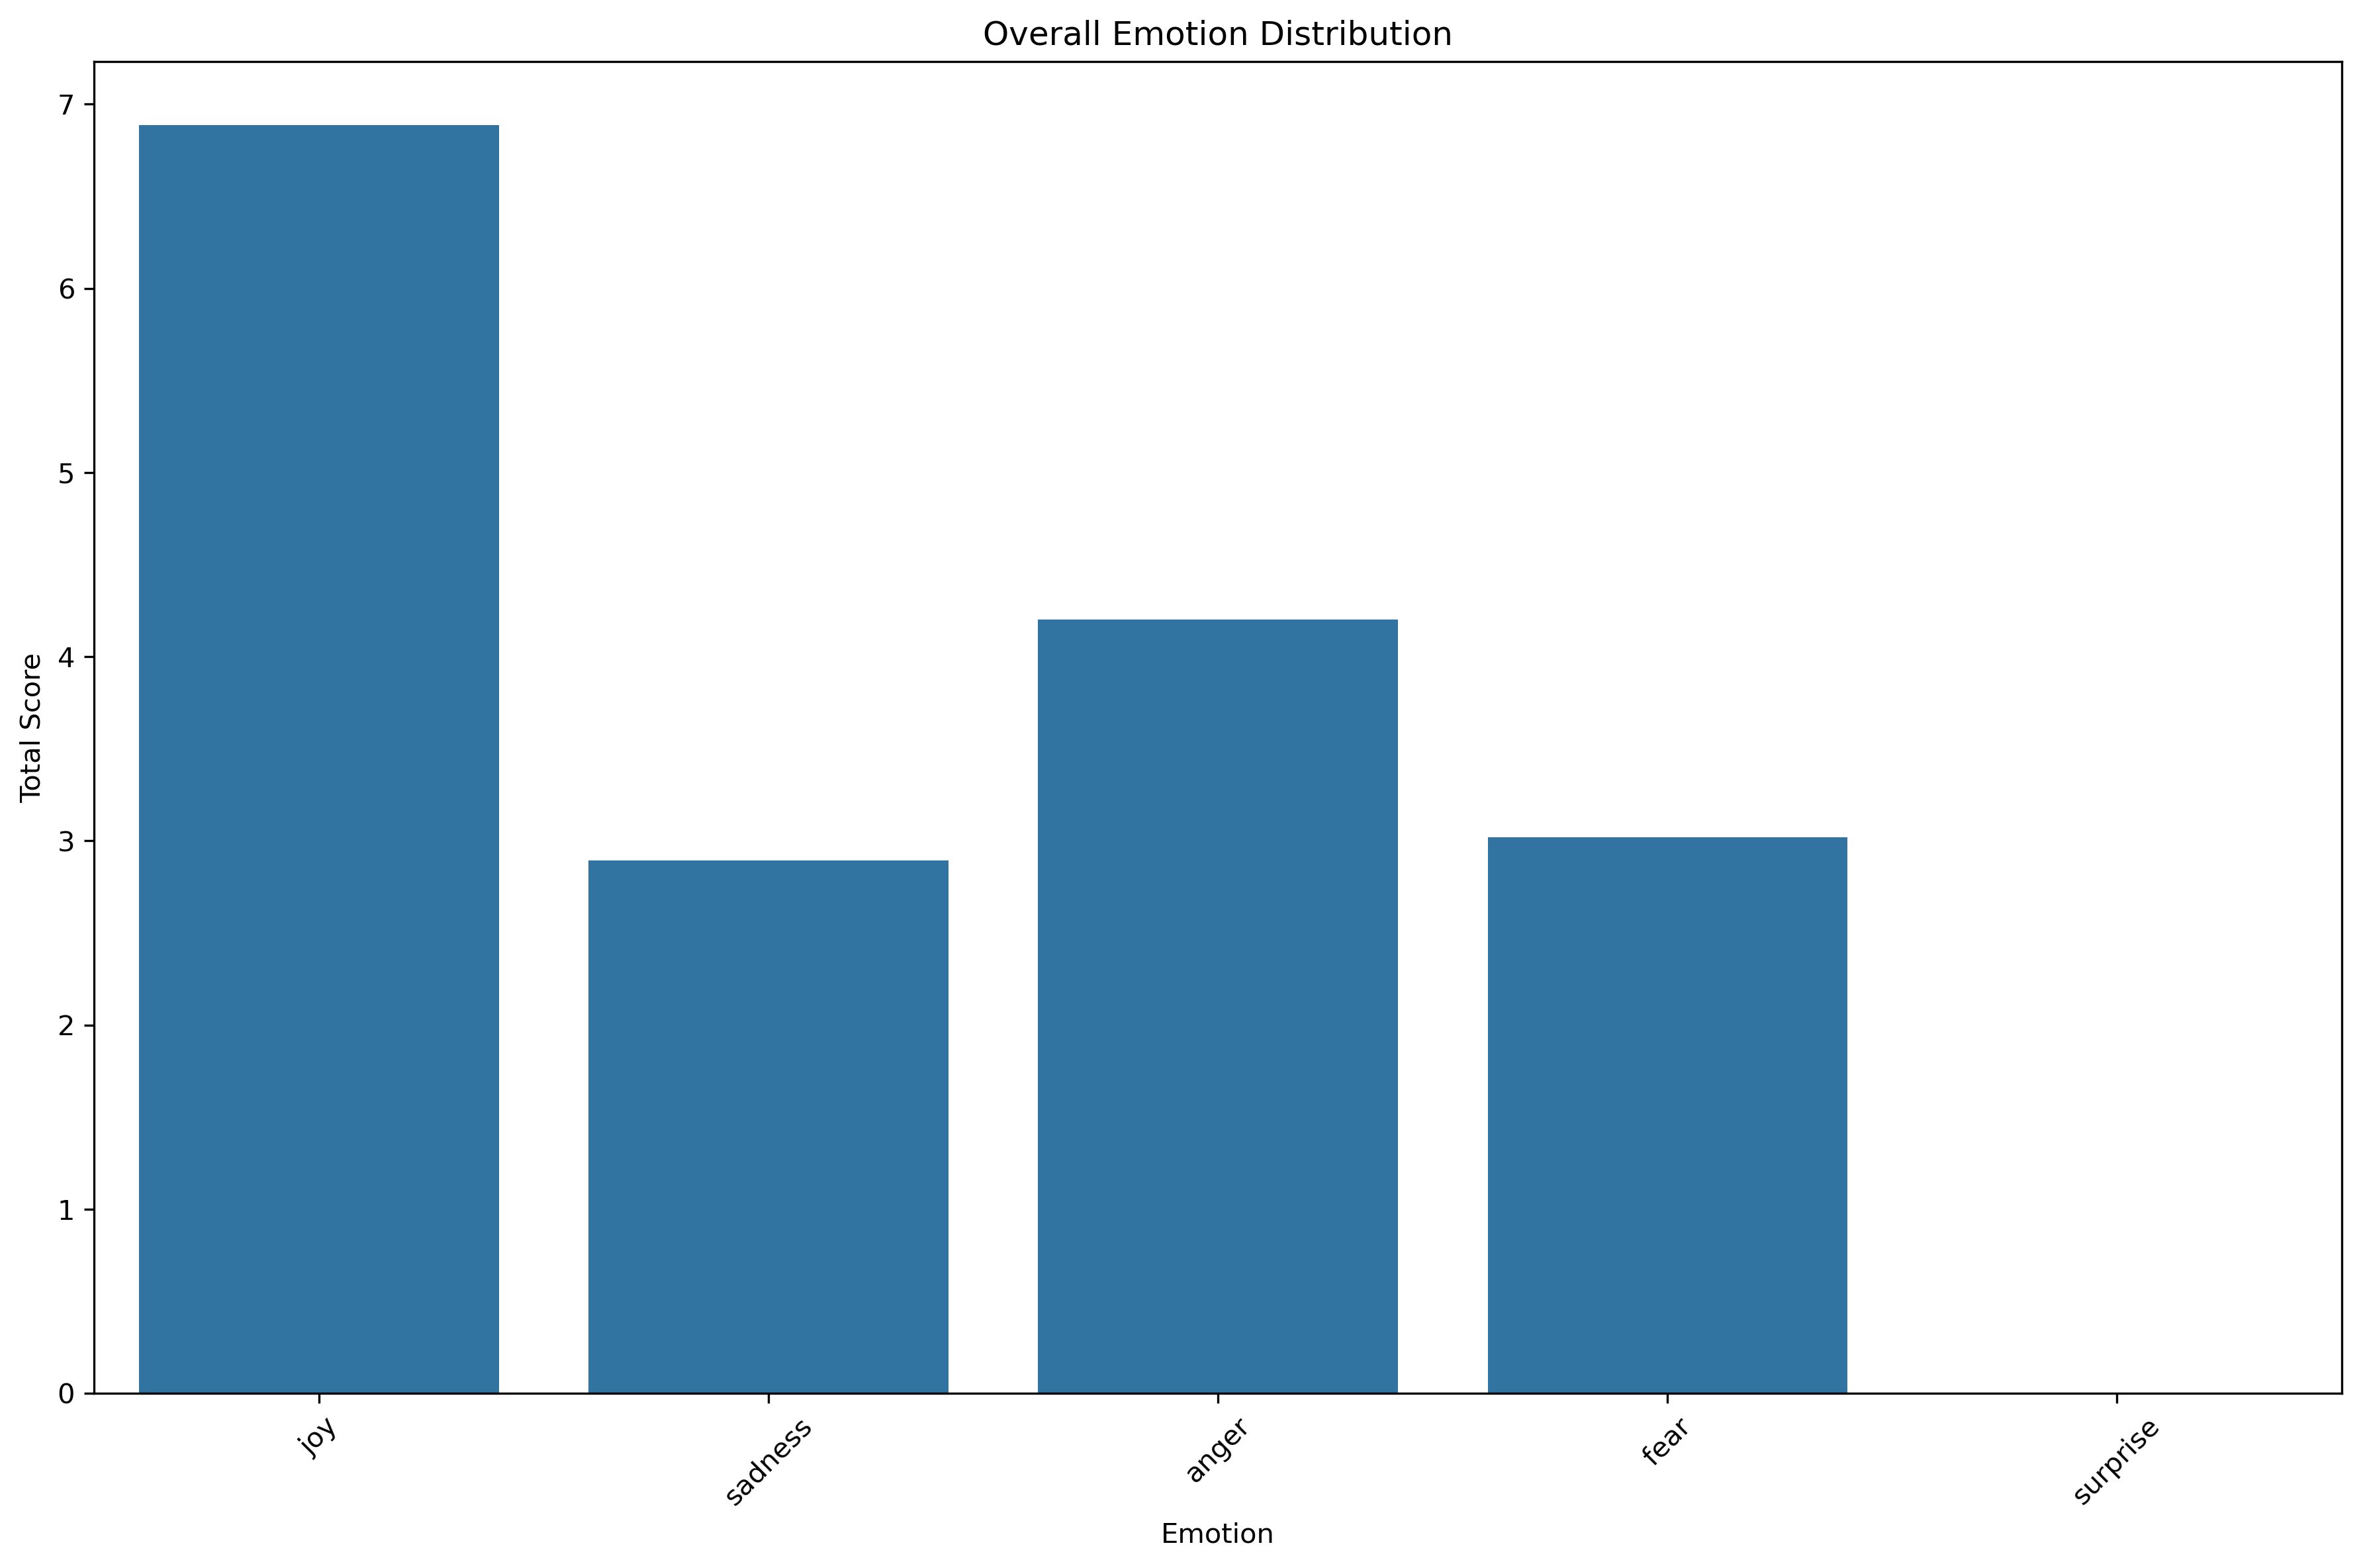 Overall Emotion Distribution
Total Score
7
6
5
4
3
2
1
0
joy
sadness
anger
fear
surprise
Emotion